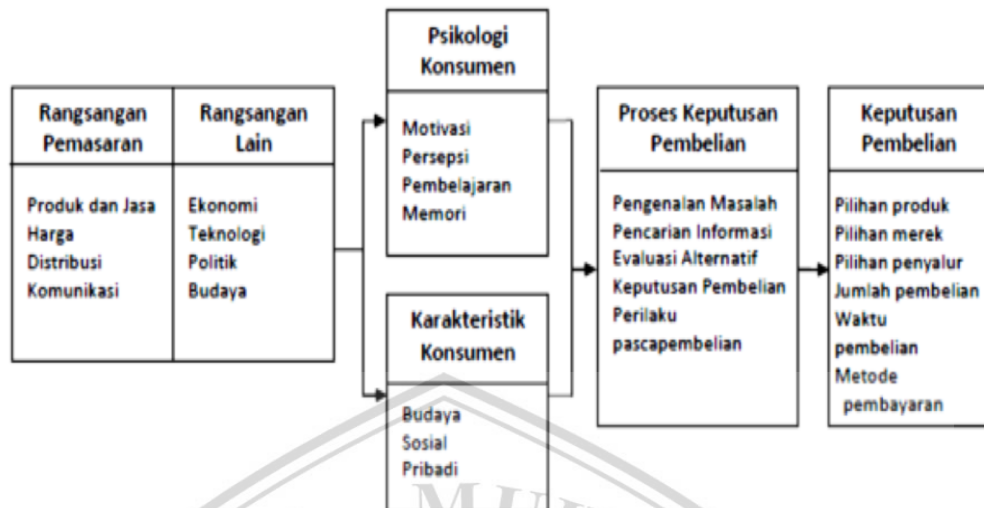 Rangsangan
Pemasaran
Produk dan Jasa
Harga
Distribusi
Komunikasi
Rangsangan
Lain
Ekonomi
Teknologi
Politik
Budaya
Psikologi
Konsumen
Motivasi
Persepsi
Pembelajaran
Memori
Karakteristik
Konsumen
Budaya
Sosial
Pribadi
Proses Keputusan
Pembelian
Pengenalan Masalah
Pencarian Informasi
Evaluasi Alternatif
Keputusan Pembelian
Perilaku
pascapembelian
Keputusan
Pembelian
Pilihan produk
Pilihan merek
Pilihan penyalur
Jumlah pembelian
Waktu
pembelian
Metode
pembayaran